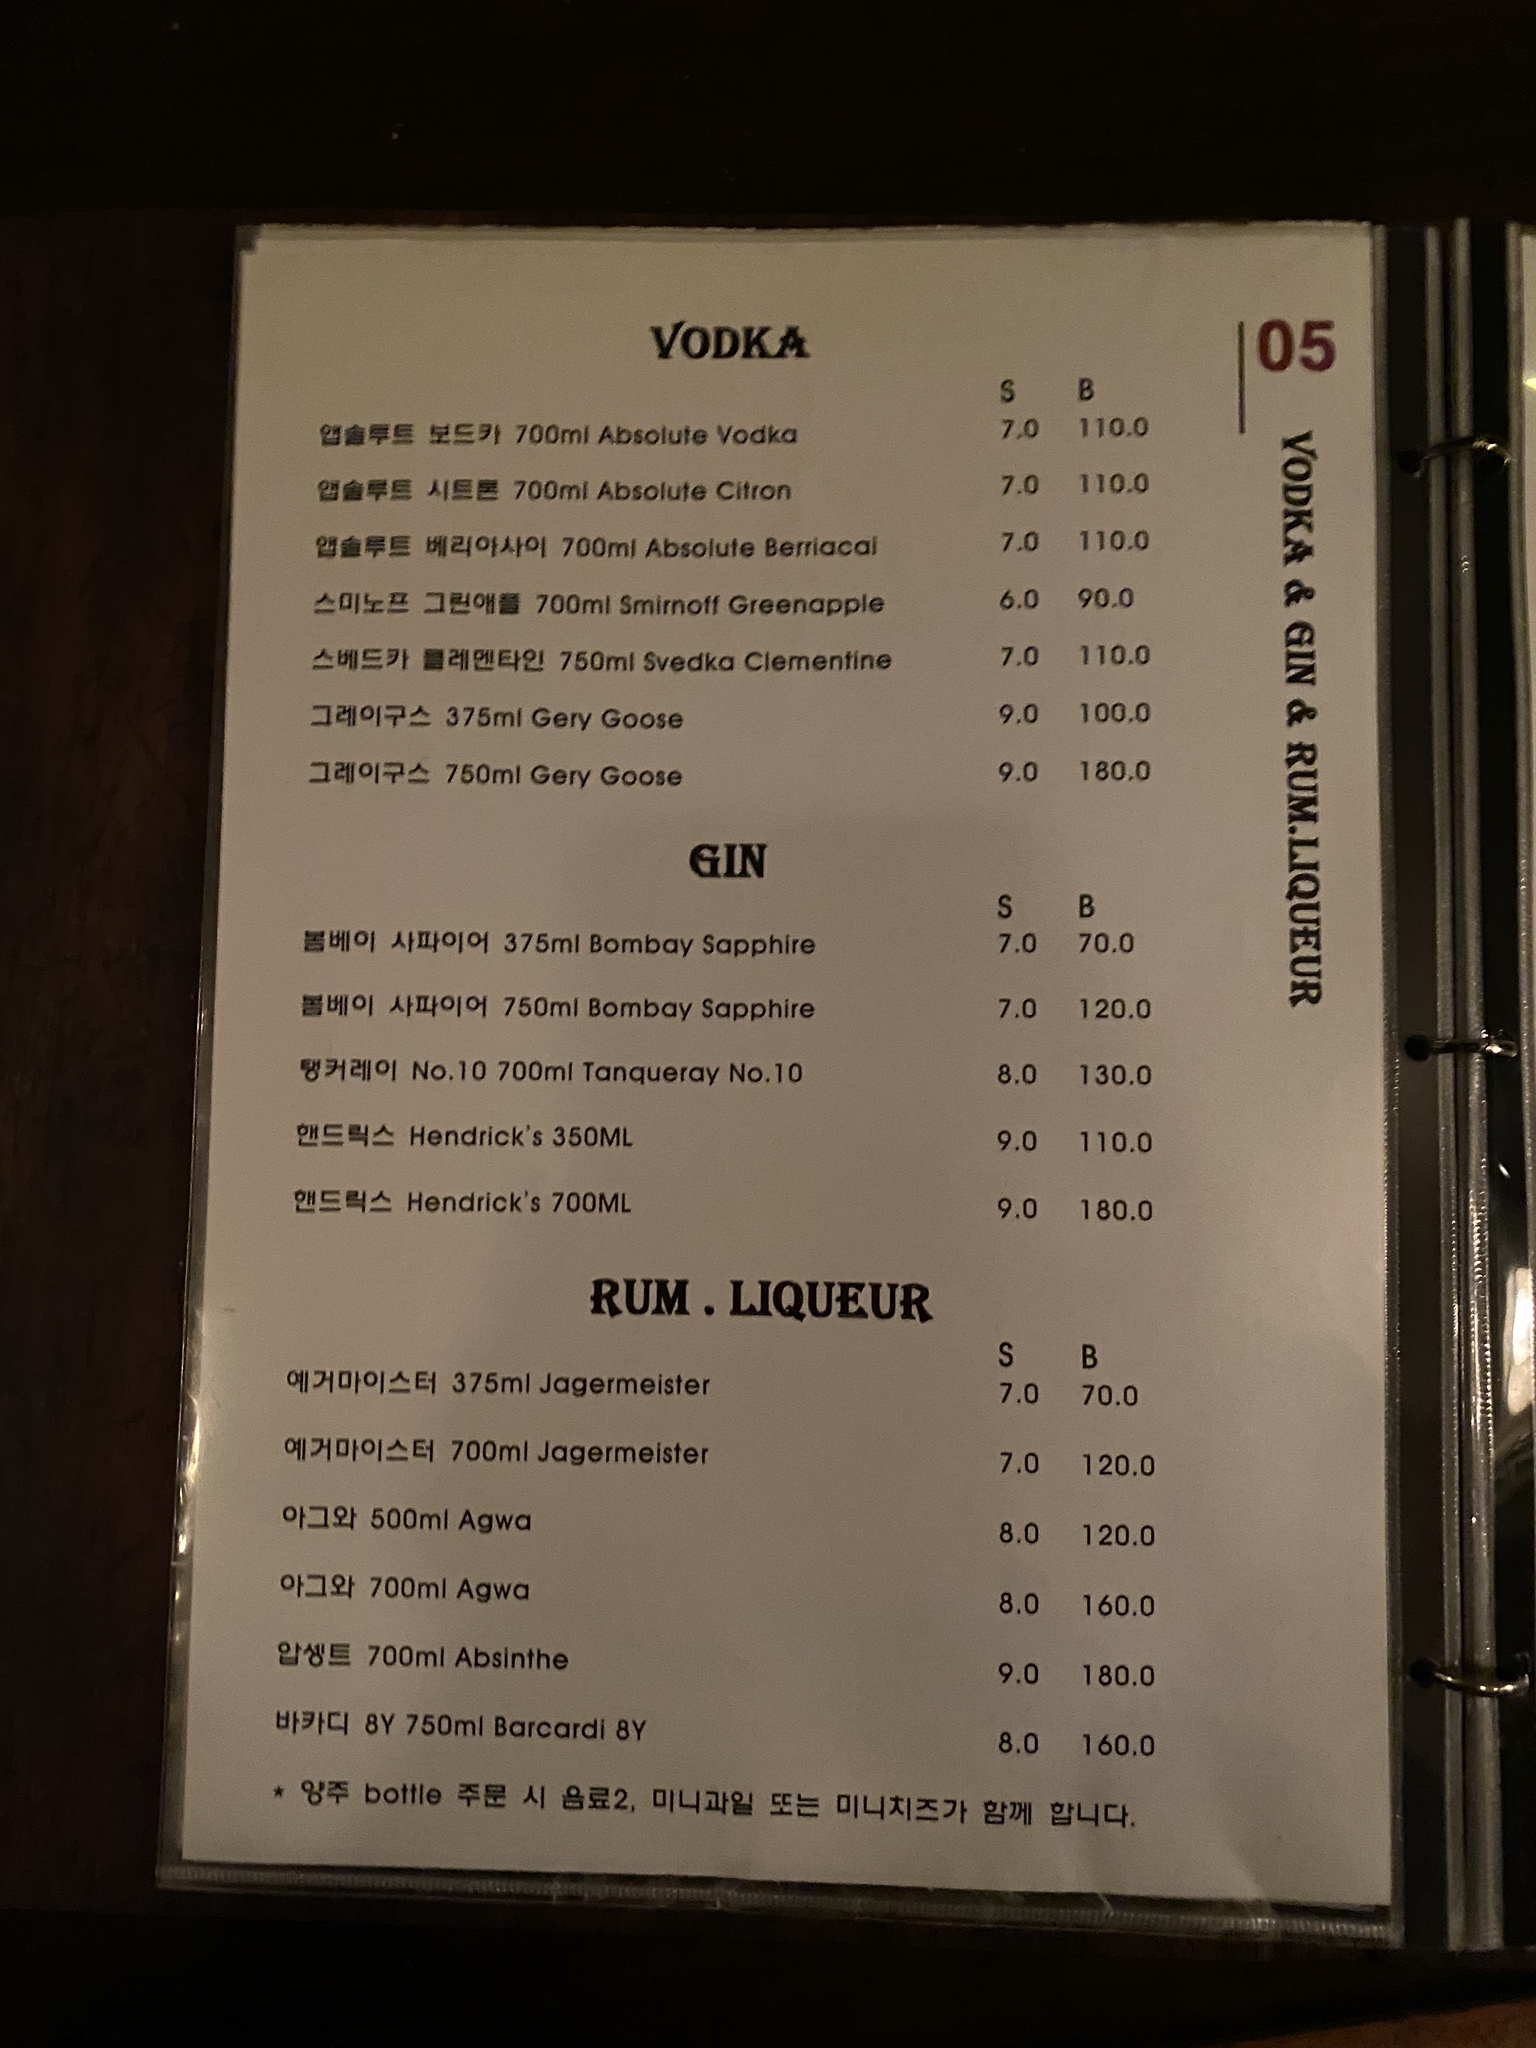 05
VODKA & GIN & RUM.LIQUEUR
VODKA
S B
앱솔루트 보드카 700ml Absolute Vodka 7.0 110.0
앱솔루트 시트론 700ml Absolute Citron 7.0 110.0
앱솔루트 베리아사이 700ml Absolute Berriacai 7.0 110.0
스미노프 그린애플 700ml Smirnoff Greenapple 6.0 90.0
스베드카 클레멘타인 750ml Svedka Clementine 7.0 110.0
그레이구스 375ml Gery Goose 9.0 100.0
그레이구스 750ml Gery Goose 9.0 180.0
GIN
S B
봄베이 사파이어 375ml Bombay Sapphire 7.0 70.0
봄베이 사파이어 750ml Bombay Sapphire 7.0 120.0
탱커레이 No.10 700ml Tanqueray No.10 8.0 130.0
핸드릭스 Hendrick's 350ML 9.0 110.0
핸드릭스 Hendrick's 700ML 9.0 180.0
RUM . LIQUEUR
S B
예거마이스터 375ml Jagermeister 7.0 70.0
예거마이스터 700ml Jagermeister 7.0 120.0
아그와 500ml Agwa 8.0 120.0
아그와 700ml Agwa 8.0 160.0
압생트 700ml Absinthe 9.0 180.0
바카디 8Y 750ml Barcardi 8Y 8.0 160.0
* 양주 bottle 주문 시 음료2, 미니과일 또는 미니치즈가 함께 합니다.